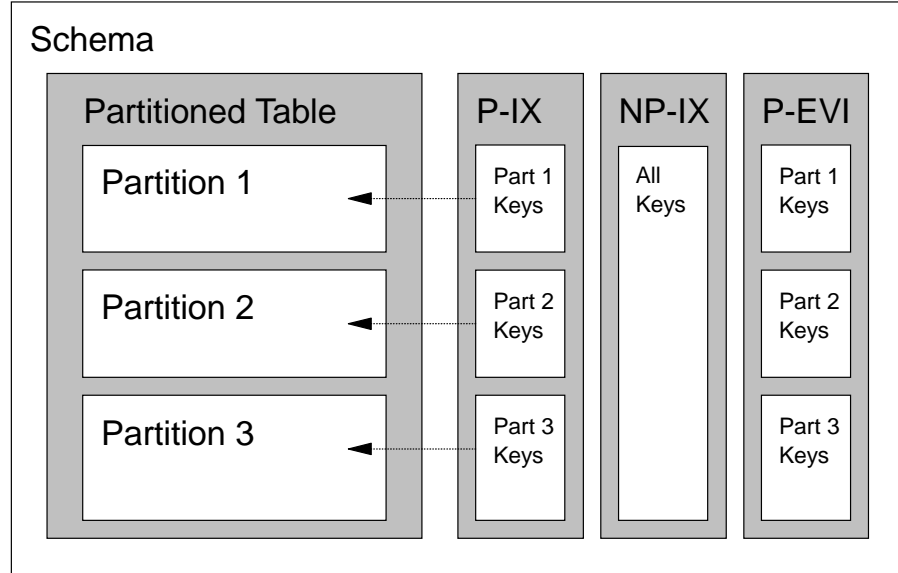 Schema
Partitioned Table
Partition 1
Partition 2
Partition 3
P-IX
Part 1
Keys
Part 2
Keys
Part 3
Keys
NP-IX
All
Keys
P-EVI
Part 1
Keys
Part 2
Keys
Part 3
Keys